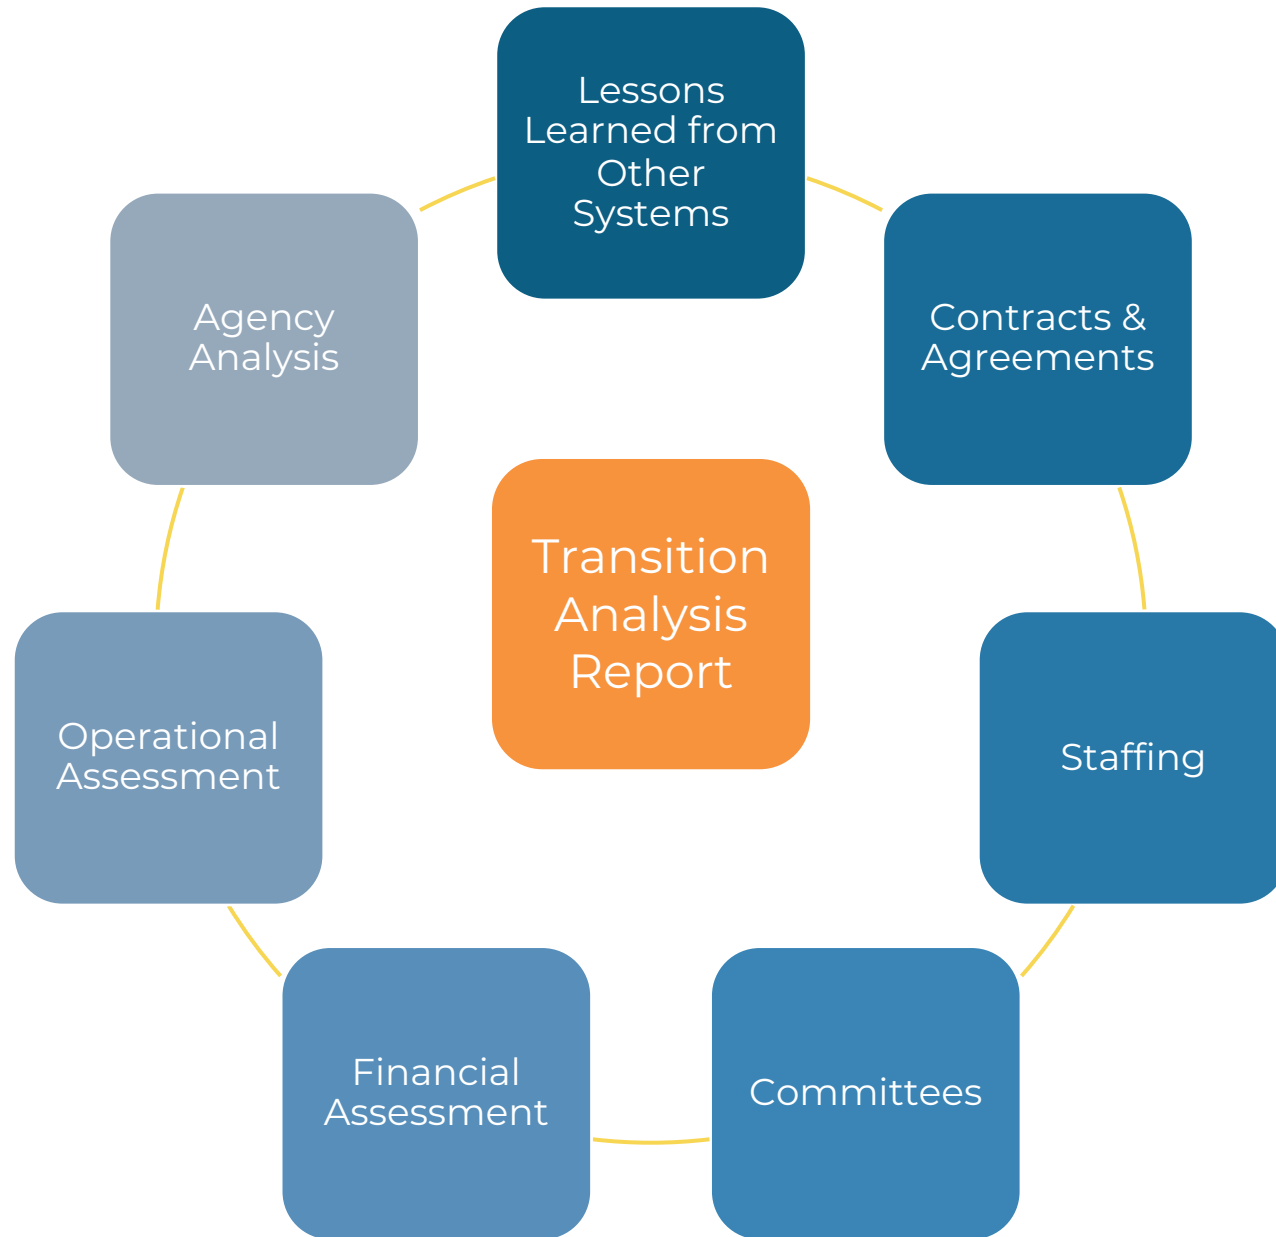 Lessons
Learned from
Other
Systems
Contracts &
Agreements
Staffing
Committees
Financial
Assessment
Operational
Assessment
Agency
Analysis
Transition
Analysis
Report